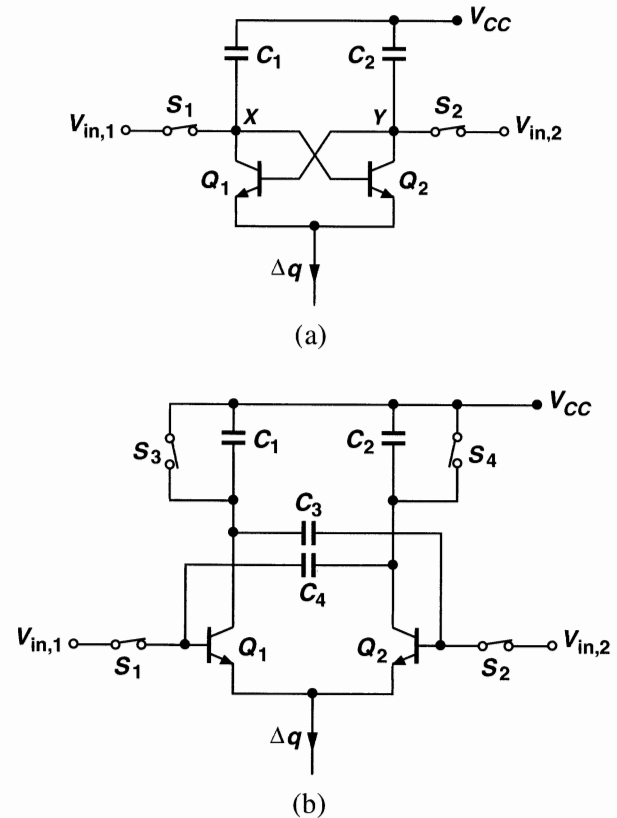 V_CC
C_1 C_2
V_in,1 S_1 X Y S_2 V_in,2
Q_1 Q_2
Δq
(a)
V_CC
S_3 C_1 C_2 S_4
C_3
C_4
V_in,1 S_1 Q_1 Q_2 S_2 V_in,2
Δq
(b)